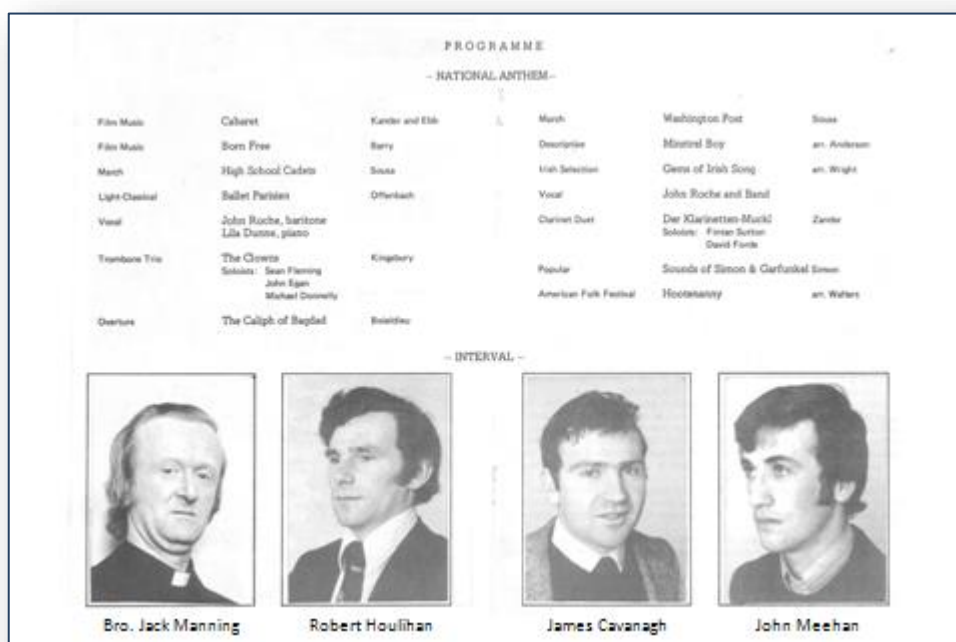 PROGRAMME
- NATIONAL ANTHEM -
Film Music Cabaret Kander and Ebb
Film Music Born Free Barry
March High School Cadets Sousa
Light-Classical Ballet Parisien Offenbach
Vocal John Roche, baritone
Lila Dunne, piano
Trombone Trio The Clowns Kingsbury
Soloists: Sean Fleming
John Egan
Michael Donnelly
Overture The Caliph of Bagdad Boieldieu
March Washington Post Sousa
Descriptive Minstrel Boy arr. Anderson
Irish Selection Gems of Irish Song arr. Wright
Vocal John Roche and Band
Clarinet Duet Der Klarinetten-Muckl Zander
Soloists: Fintan Sutton
David Forde
Popular Sounds of Simon & Garfunkel Simon
American Folk Festival Hootenanny arr. Walters
- INTERVAL -
Bro. Jack Manning
Robert Houlihan
James Cavanagh
John Meehan